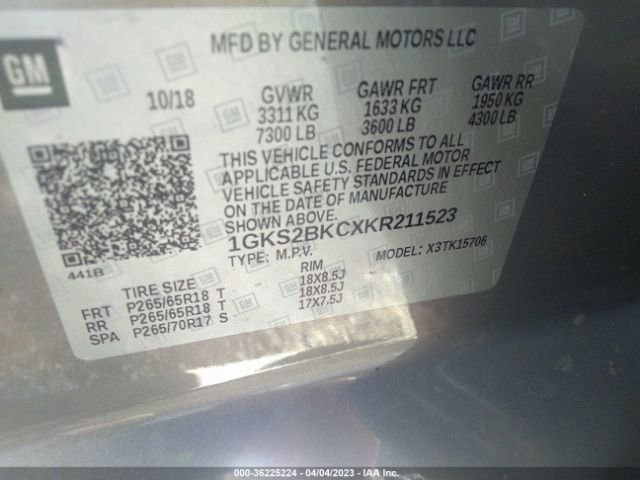 GM
MFD BY GENERAL MOTORS LLC
10/18 GVWR GAWR FRT GAWR RR
3311 KG 1633 KG 1950 KG
7300 LB 3600 LB 4300 LB
THIS VEHICLE CONFORMS TO ALL
APPLICABLE U.S. FEDERAL MOTOR
VEHICLE SAFETY STANDARDS IN EFFECT
ON THE DATE OF MANUFACTURE
SHOWN ABOVE.
1GKS2BKCXKR211523
TYPE: M.P.V. MODEL: X3TK15706
441B
TIRE SIZE RIM
FRT P265/65R18 T 18X8.5J
RR P265/65R18 T 18X8.5J
SPA P265/70R17 S 17X7.5J
000-36225224 - 04/04/2023 - IAA Inc.